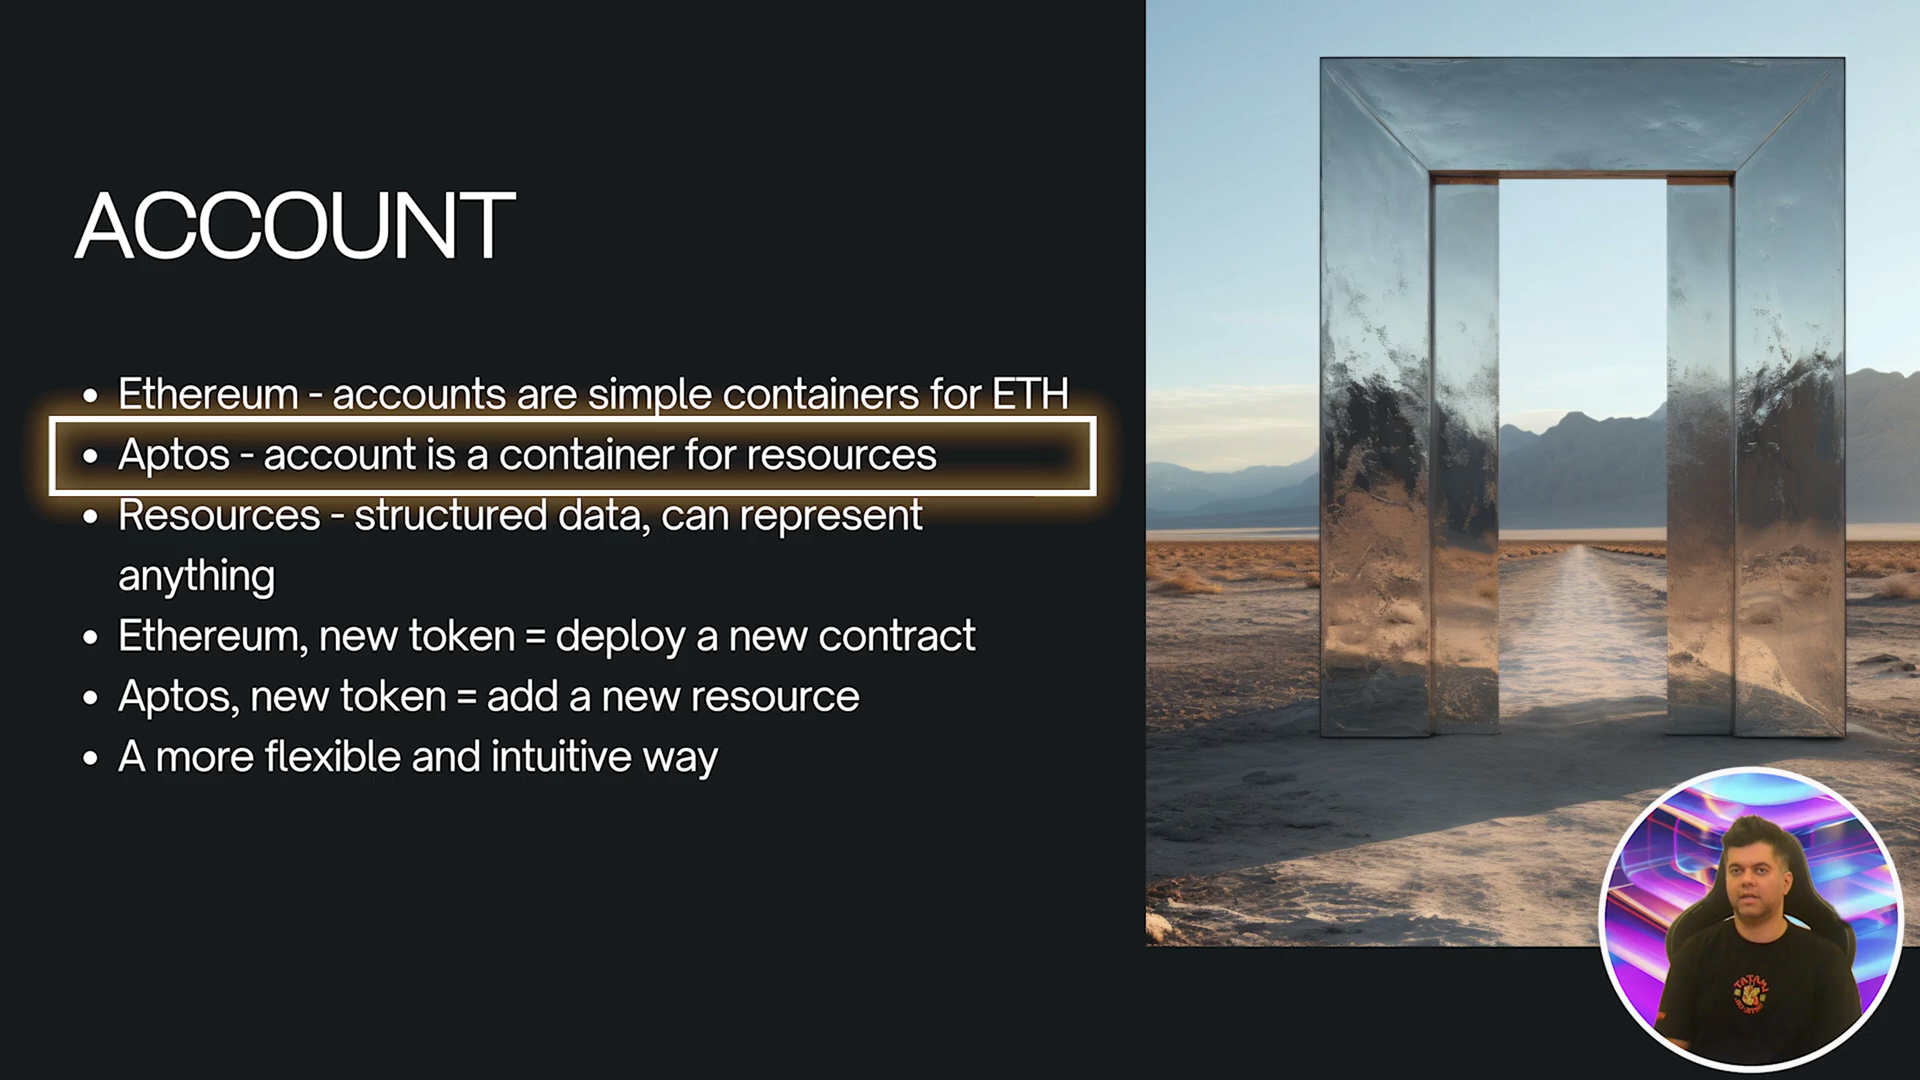 ACCOUNT
• Ethereum - accounts are simple containers for ETH
• Aptos - account is a container for resources
• Resources - structured data, can represent
anything
• Ethereum, new token = deploy a new contract
• Aptos, new token = add a new resource
• A more flexible and intuitive way
TATAMI